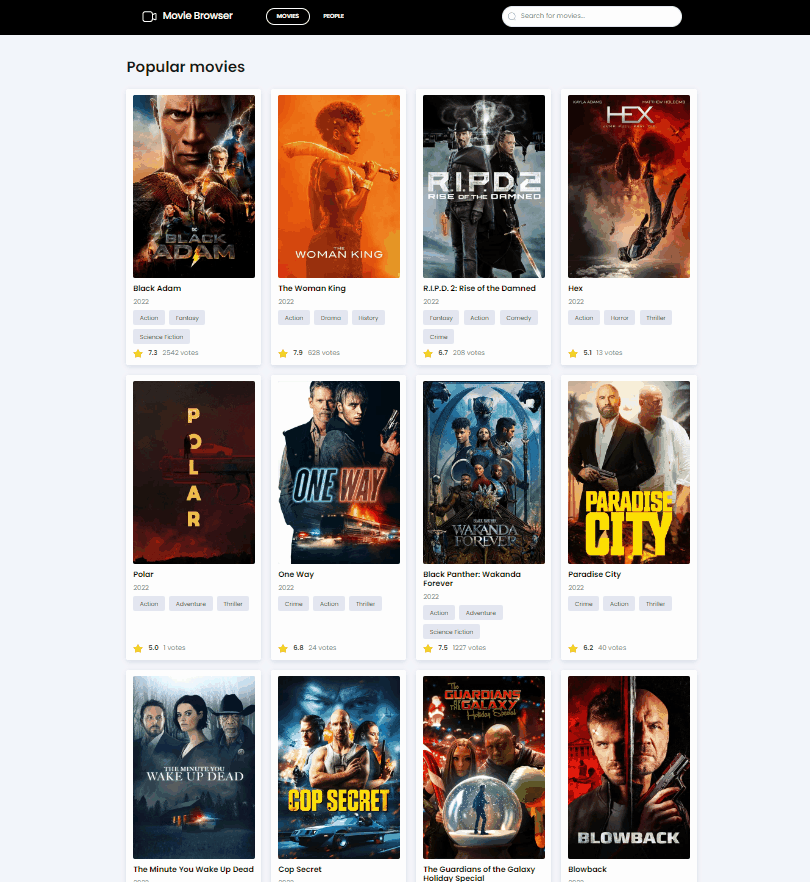 Movie Browser
MOVIES
PEOPLE
Search for movies...
Popular movies
DC
BLACK
ADAM
Black Adam
2022
Action Fantasy
Science Fiction
7.3 2542 votes
THE
WOMAN KING
The Woman King
2022
Action Drama History
7.9 628 votes
R.I.P.D.2
RISE OF THE DAMNED
R.I.P.D. 2: Rise of the Damned
2022
Fantasy Action Comedy
Crime
6.7 208 votes
KAYLA ADAMS MATTHEW HOLCOMB
HEX
Hex
2022
Action Horror Thriller
5.1 13 votes
POLAR
Polar
2022
Action Adventure Thriller
5.0 1 votes
ONE WAY
One Way
2022
Crime Action Thriller
6.8 24 votes
BLACK PANTHER
WAKANDA
FOREVER
Black Panther: Wakanda
Forever
2022
Action Adventure
Science Fiction
7.5 1227 votes
PARADISE
CITY
Paradise City
2022
Crime Action Thriller
6.2 40 votes
THE MINUTE YOU
WAKE UP DEAD
The Minute You Wake Up Dead
COP SECRET
Cop Secret
The
GUARDIANS
OF THE GALAXY
Holiday Special
The Guardians of the Galaxy
Holiday Special
BLOWBACK
Blowback